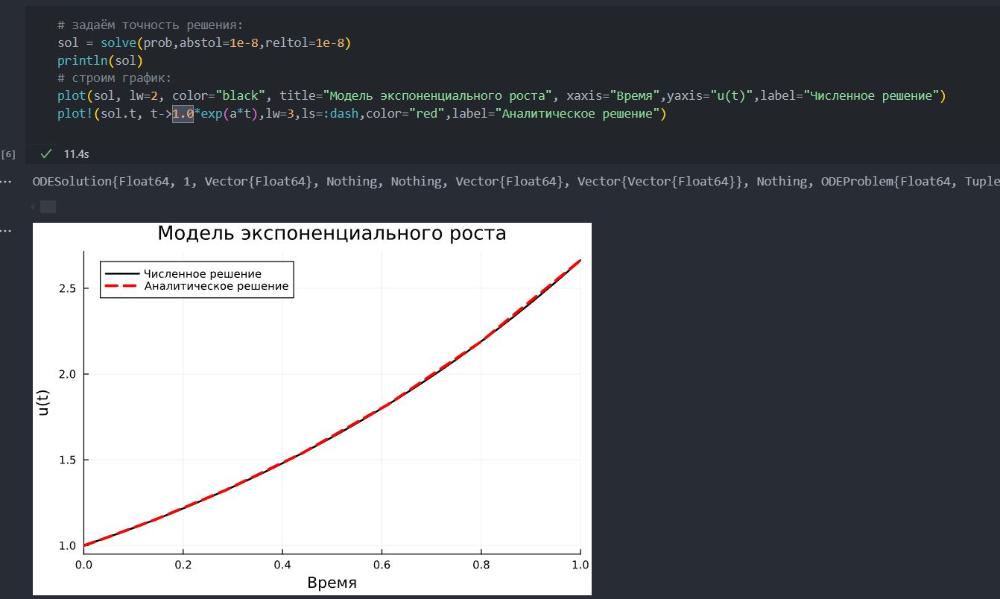 # задаём точность решения:
sol = solve(prob,abstol=1e-8,reltol=1e-8)
println(sol)
# строим график:
plot(sol, lw=2, color="black", title="Модель экспоненциального роста", xaxis="Время",yaxis="u(t)",label="Численное решение")
plot!(sol.t, t->1.0*exp(a*t),lw=3,ls=:dash,color="red",label="Аналитическое решение")
[6]
11.4s
ODESolution{Float64, 1, Vector{Float64}, Nothing, Nothing, Vector{Float64}, Vector{Vector{Float64}}, Nothing, ODEProblem{Float64, Tuple
Модель экспоненциального роста
Численное решение
Аналитическое решение
2.5
2.0
1.5
1.0
u(t)
0.0 0.2 0.4 0.6 0.8 1.0
Время